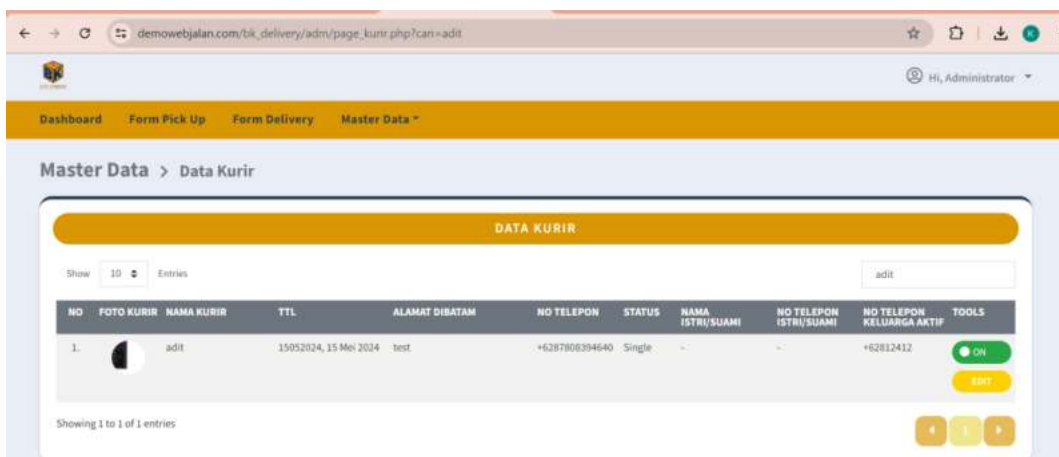 demowebjalan.com/bk_delivery/adm/page_kurir.php?cari=adit
K
BK
Hi, Administrator
Dashboard Form Pick Up Form Delivery Master Data
Master Data > Data Kurir
DATA KURIR
Show 10 Entries adit
NO FOTO KURIR NAMA KURIR TTL ALAMAT DIBATAM NO TELEPON STATUS NAMA ISTRI/SUAMI NO TELEPON ISTRI/SUAMI NO TELEPON KELUARGA AKTIF TOOLS
1. adit 15052024, 15 Mei 2024 test +6287808394640 Single - - +62812412 ON
EDIT
Showing 1 to 1 of 1 entries 1